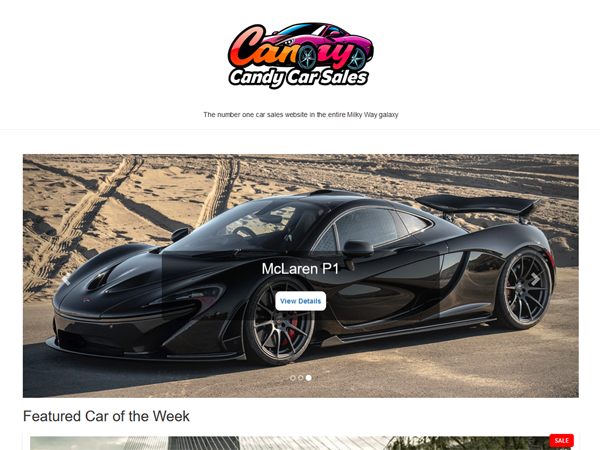 Candy
Candy Car Sales
The number one car sales website in the entire Milky Way galaxy
McLaren P1
View Details
Featured Car of the Week
SALE